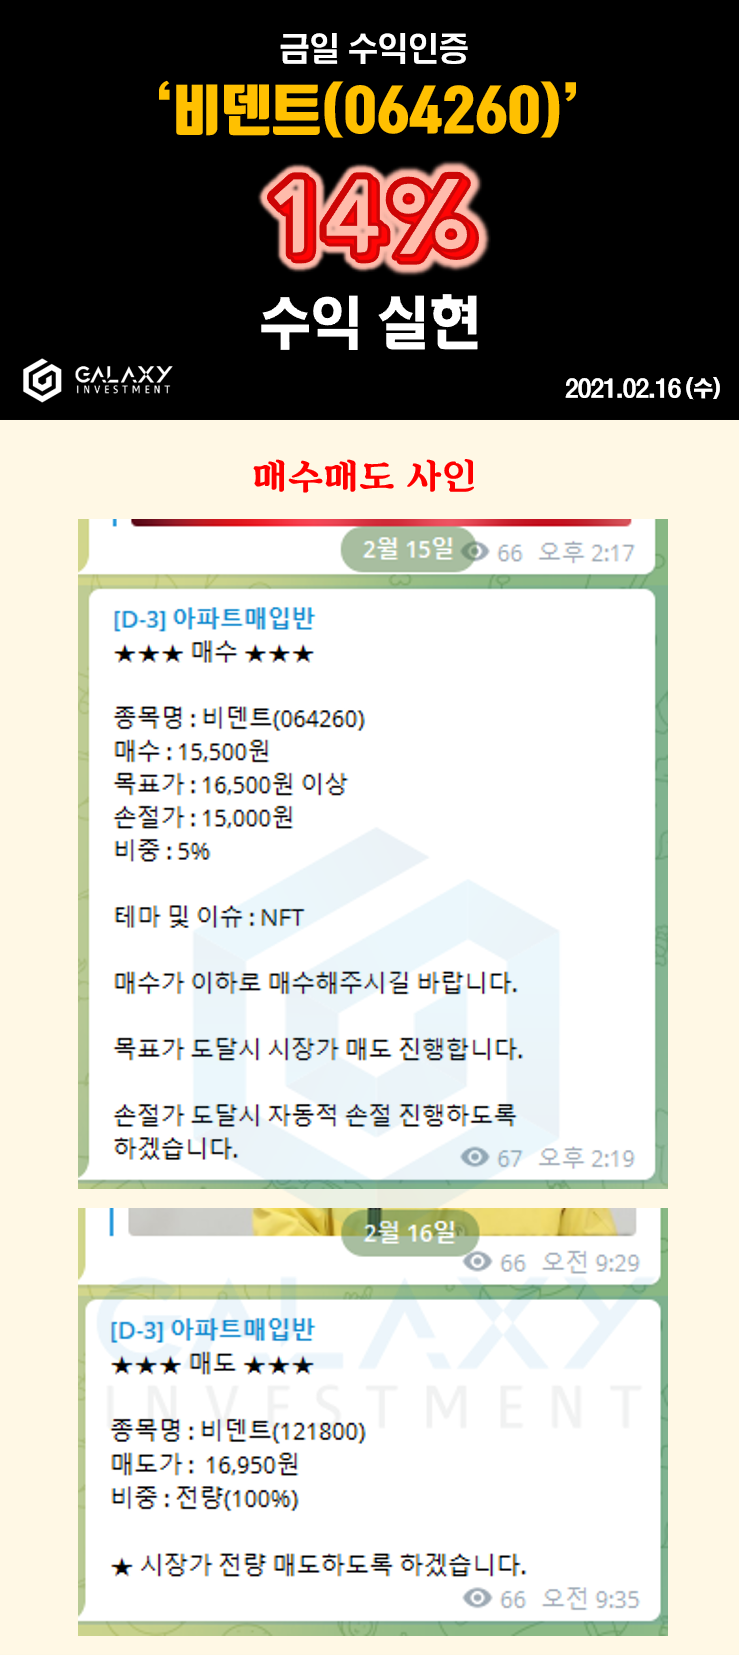 금일 수익인증
‘비덴트(064260)’
14%
수익 실현
GALAXY
INVESTMENT
2021.02.16 (수)
매수매도 사인
2월 15일
66 오후 2:17
[D-3] 아파트매입반
★★★ 매수 ★★★
종목명 : 비덴트(064260)
매수 : 15,500원
목표가 : 16,500원 이상
손절가 : 15,000원
비중 : 5%
테마 및 이슈 : NFT
매수가 이하로 매수해주시길 바랍니다.
목표가 도달시 시장가 매도 진행합니다.
손절가 도달시 자동적 손절 진행하도록
하겠습니다.
67 오후 2:19
2월 16일
66 오전 9:29
GALAXY
INVESTMENT
[D-3] 아파트매입반
★★★ 매도 ★★★
종목명 : 비덴트(121800)
매도가 : 16,950원
비중 : 전량(100%)
★ 시장가 전량 매도하도록 하겠습니다.
66 오전 9:35